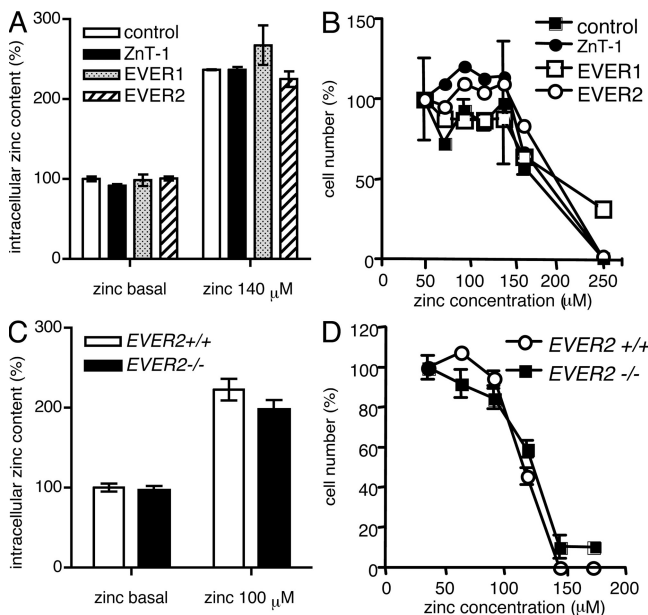 A
intracellular zinc content (%)
300
200
100
0
control
ZnT-1
EVER1
EVER2
zinc basal
zinc 140 μM
B
cell number (%)
150
100
50
0
control
ZnT-1
EVER1
EVER2
0 50 100 150 200 250
zinc concentration (μM)
C
intracellular zinc content (%)
300
200
100
0
EVER2+/+
EVER2-/-
zinc basal
zinc 100 μM
D
cell number (%)
120
100
80
60
40
20
0
EVER2 +/+
EVER2 -/-
0 50 100 150 200
zinc concentration (μM)